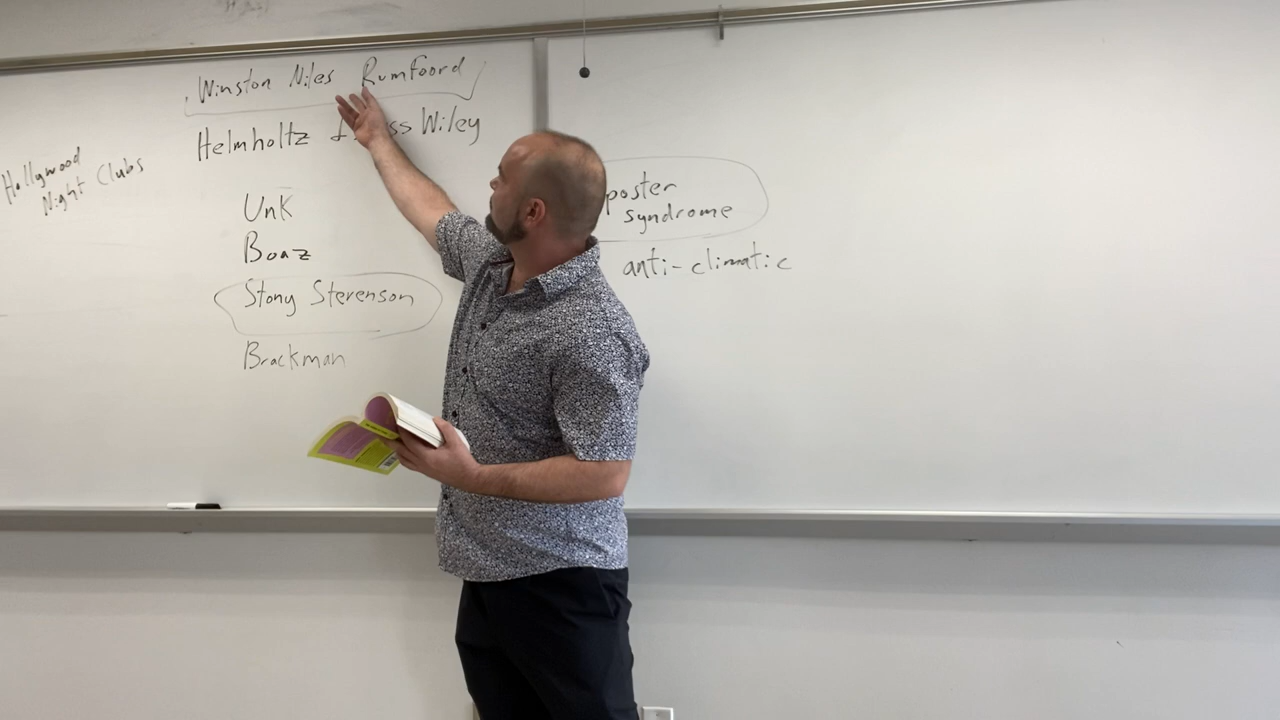 Winston Niles Rumfoord
Helmholtz ss Wiley
Hollywood
Night Clubs
Unk
Boaz
Stony Stevenson
Brackman
poster
syndrome
anti-climatic